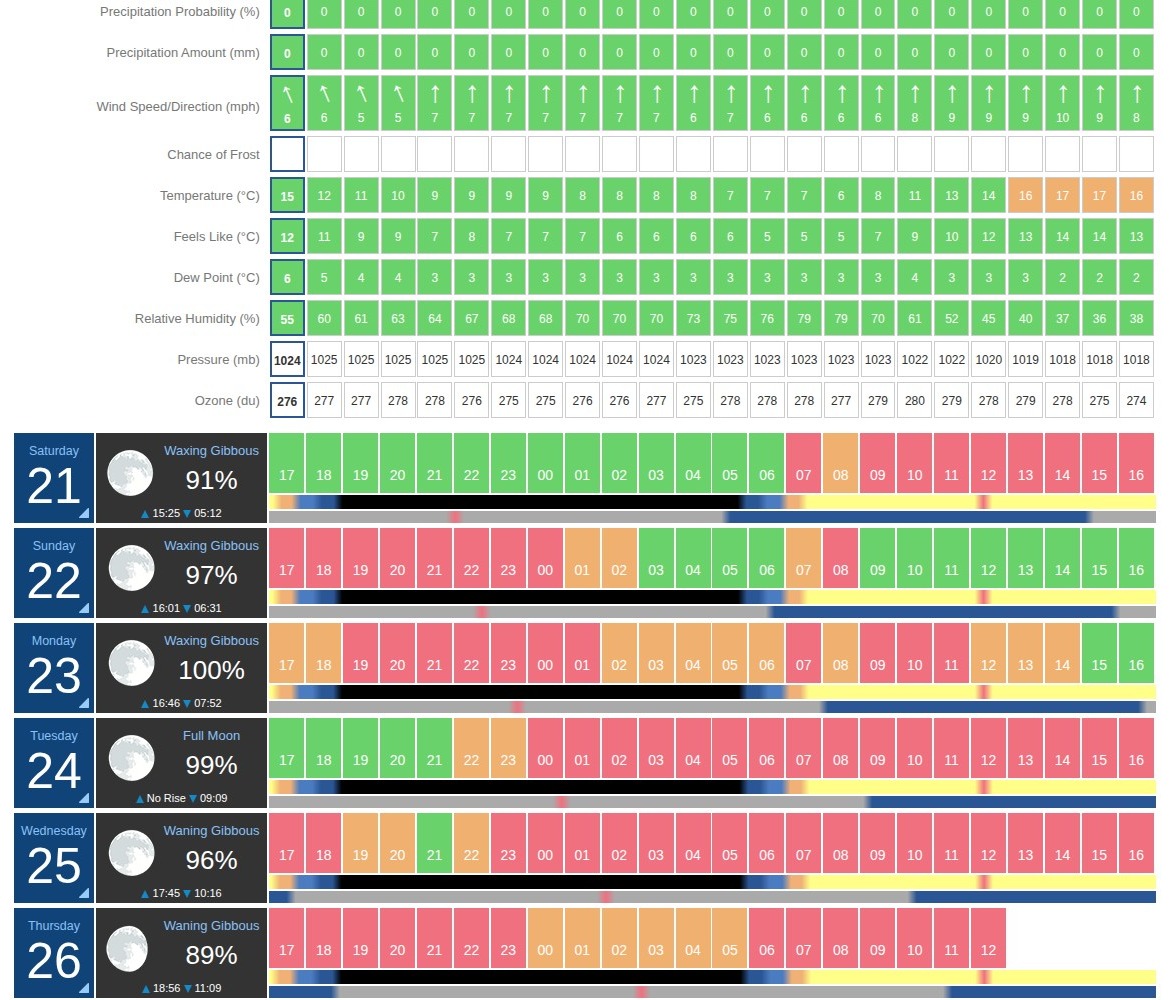 Precipitation Probability (%) 0 0 0 0 0 0 0 0 0 0 0 0 0 0 0 0 0 0 0 0 0 0 0 0
Precipitation Amount (mm) 0 0 0 0 0 0 0 0 0 0 0 0 0 0 0 0 0 0 0 0 0 0 0 0
Wind Speed/Direction (mph) 6 6 5 5 7 7 7 7 7 7 7 6 7 6 6 6 6 8 9 9 9 10 9 8
Chance of Frost
Temperature (°C) 15 12 11 10 9 9 9 9 8 8 8 8 7 7 7 6 8 11 13 14 16 17 17 16
Feels Like (°C) 12 11 9 9 7 8 7 7 7 6 6 6 6 5 5 5 7 9 10 12 13 14 14 13
Dew Point (°C) 6 5 4 4 3 3 3 3 3 3 3 3 3 3 3 3 3 4 3 3 3 2 2 2
Relative Humidity (%) 55 60 61 63 64 67 68 68 70 70 70 73 75 76 79 79 70 61 52 45 40 37 36 38
Pressure (mb) 1024 1025 1025 1025 1025 1025 1024 1024 1024 1024 1024 1023 1023 1023 1023 1023 1023 1022 1022 1020 1019 1018 1018 1018
Ozone (du) 276 277 277 278 278 276 275 275 276 276 277 275 278 278 278 277 279 280 279 278 279 278 275 274
Saturday Waxing Gibbous
21 91% 17 18 19 20 21 22 23 00 01 02 03 04 05 06 07 08 09 10 11 12 13 14 15 16
▲ 15:25 ▼ 05:12
Sunday Waxing Gibbous
22 97% 17 18 19 20 21 22 23 00 01 02 03 04 05 06 07 08 09 10 11 12 13 14 15 16
▲ 16:01 ▼ 06:31
Monday Waxing Gibbous
23 100% 17 18 19 20 21 22 23 00 01 02 03 04 05 06 07 08 09 10 11 12 13 14 15 16
▲ 16:46 ▼ 07:52
Tuesday Full Moon
24 99% 17 18 19 20 21 22 23 00 01 02 03 04 05 06 07 08 09 10 11 12 13 14 15 16
▲ No Rise ▼ 09:09
Wednesday Waning Gibbous
25 96% 17 18 19 20 21 22 23 00 01 02 03 04 05 06 07 08 09 10 11 12 13 14 15 16
▲ 17:45 ▼ 10:16
Thursday Waning Gibbous
26 89% 17 18 19 20 21 22 23 00 01 02 03 04 05 06 07 08 09 10 11 12
▲ 18:56 ▼ 11:09